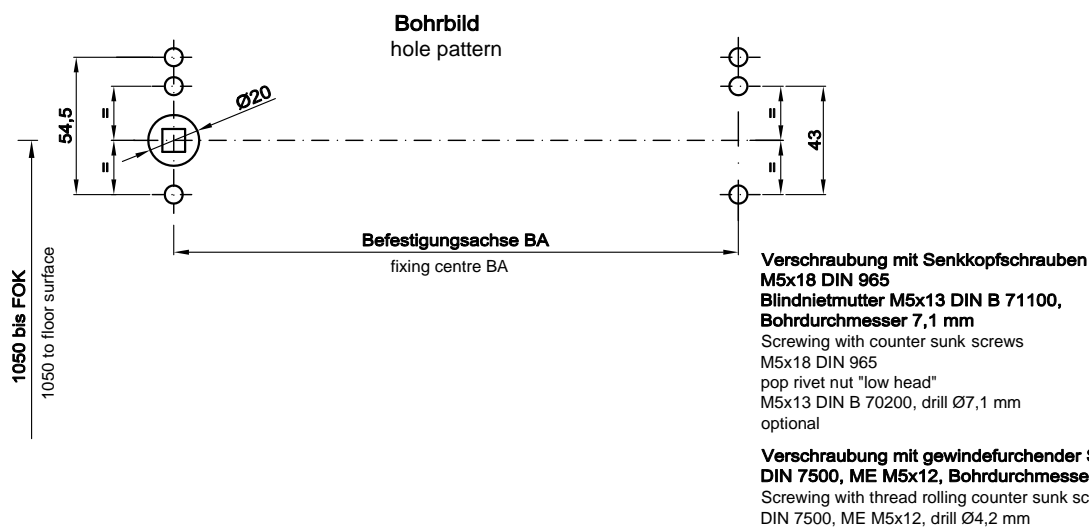 Bohrbild
hole pattern
Ø20
54,5
=
=
=
=
43
Befestigungsachse BA
fixing centre BA
1050 bis FOK
1050 to floor surface
Verschraubung mit Senkkopfschrauben
M5x18 DIN 965
Blindnietmutter M5x13 DIN B 71100,
Bohrdurchmesser 7,1 mm
Screwing with counter sunk screws
M5x18 DIN 965
pop rivet nut "low head"
M5x13 DIN B 70200, drill Ø7,1 mm
optional
Verschraubung mit gewindefurchender S
DIN 7500, ME M5x12, Bohrdurchmesse
Screwing with thread rolling counter sunk sc
DIN 7500, ME M5x12, drill Ø4,2 mm